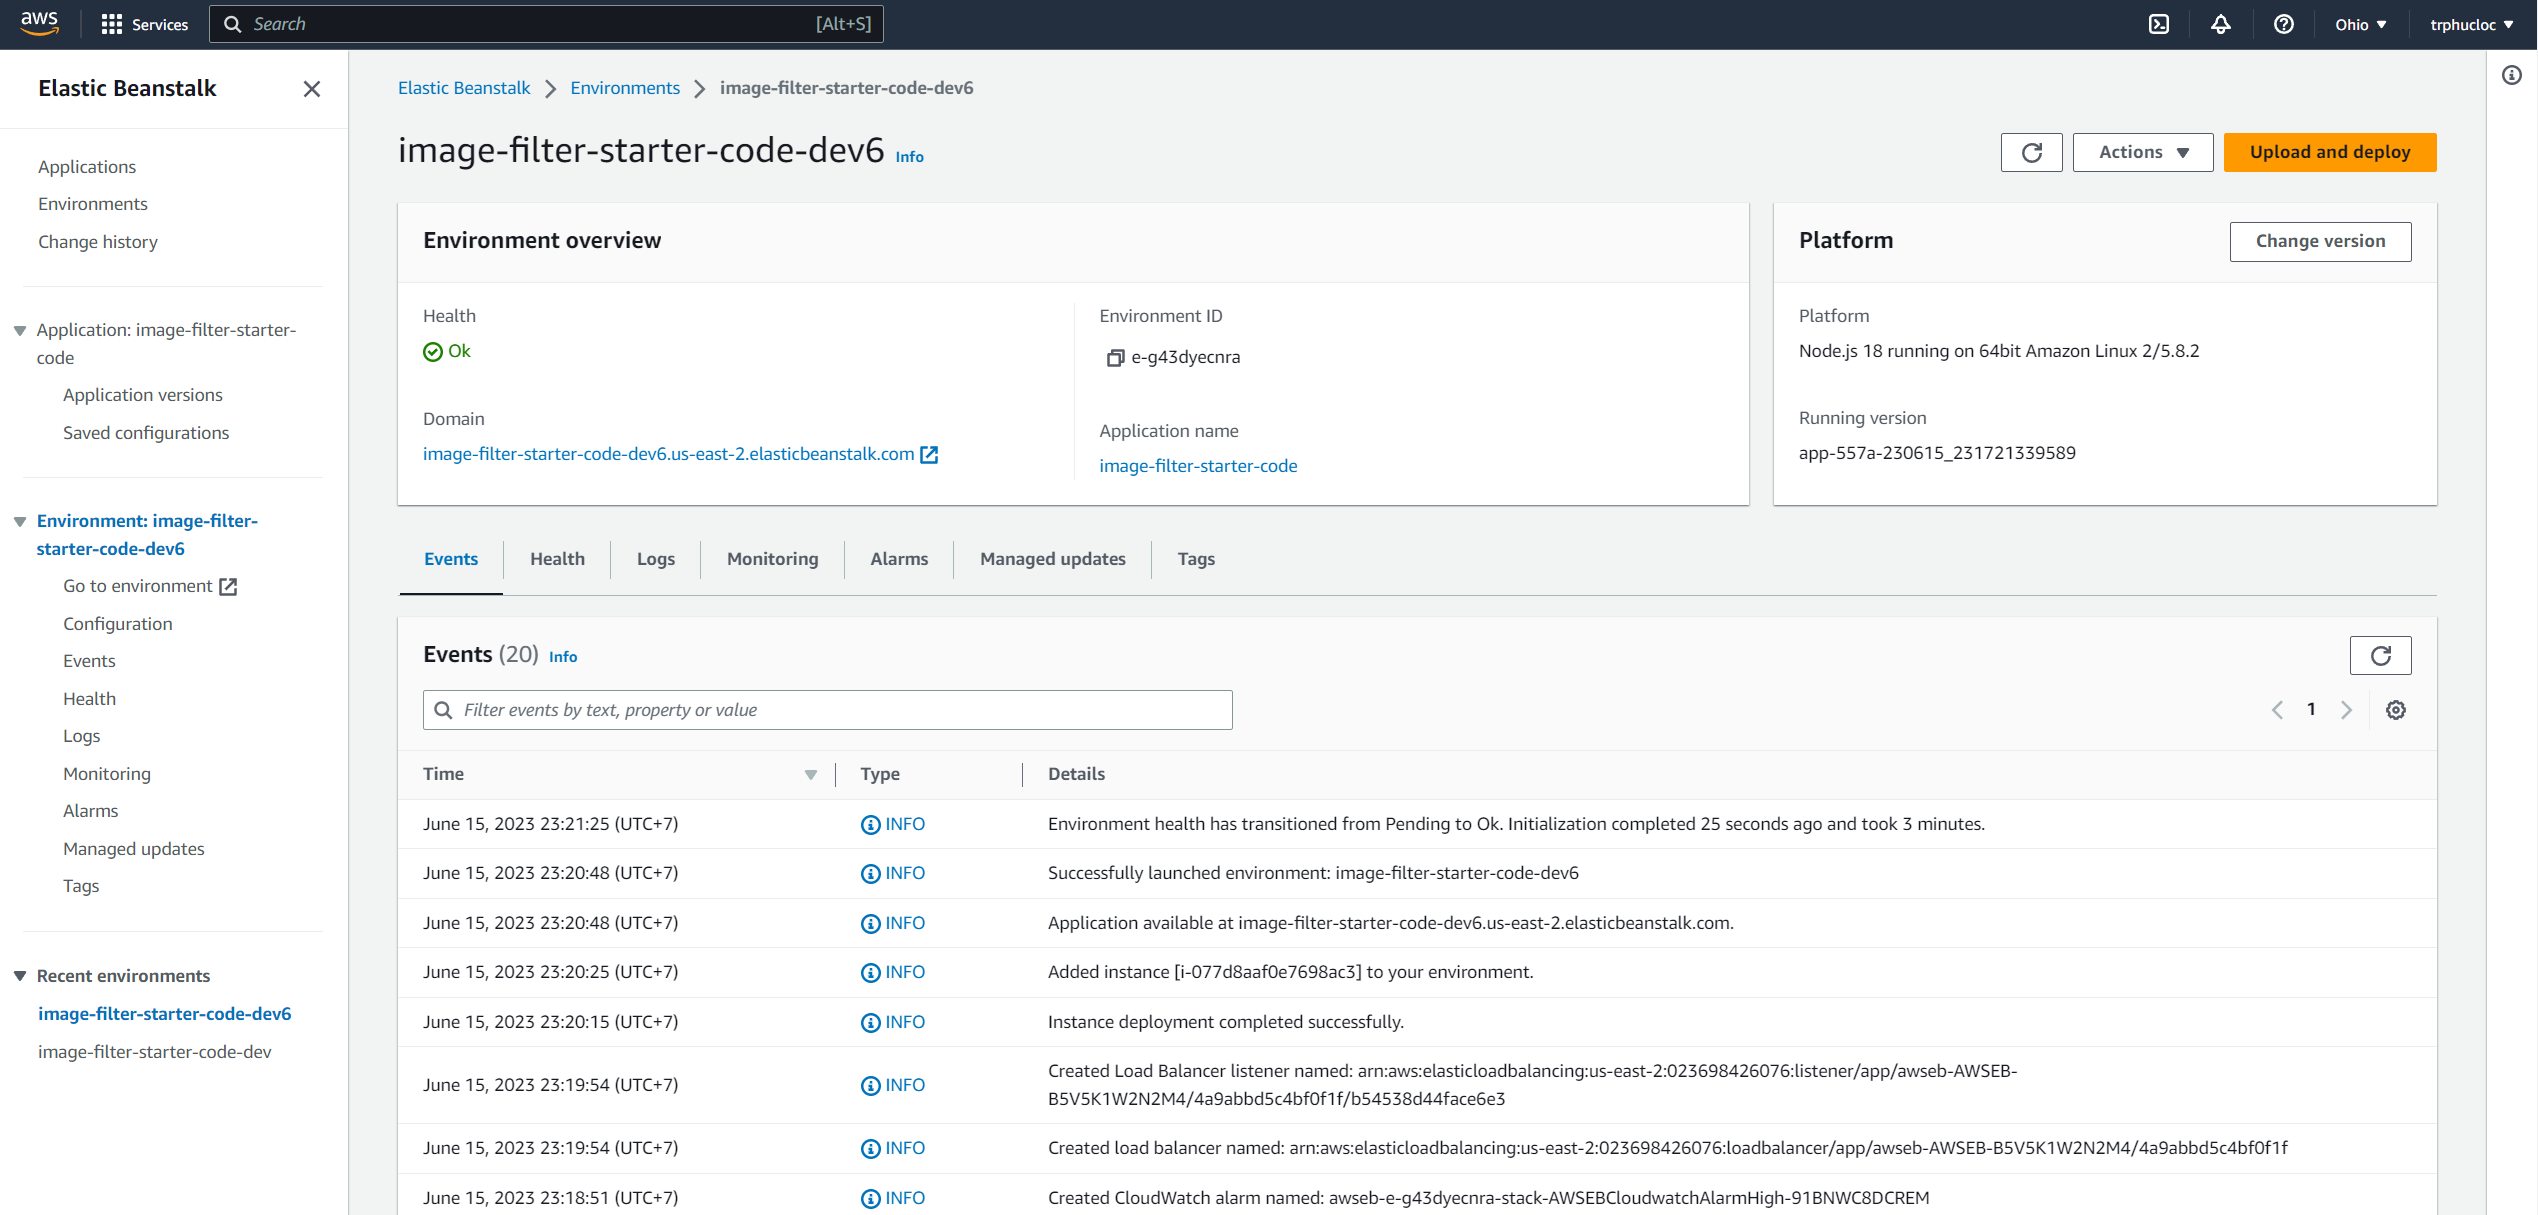 aws
Services
Search
[Alt+S]
Ohio
trphucloc
Elastic Beanstalk
Applications
Environments
Change history
Application: image-filter-starter-
code
Application versions
Saved configurations
Environment: image-filter-
starter-code-dev6
Go to environment
Configuration
Events
Health
Logs
Monitoring
Alarms
Managed updates
Tags
Recent environments
image-filter-starter-code-dev6
image-filter-starter-code-dev
Elastic Beanstalk
Environments
image-filter-starter-code-dev6
image-filter-starter-code-dev6 Info
Actions
Upload and deploy
Environment overview
Health
Ok
Domain
image-filter-starter-code-dev6.us-east-2.elasticbeanstalk.com
Environment ID
e-g43dyecnra
Application name
image-filter-starter-code
Platform
Change version
Platform
Node.js 18 running on 64bit Amazon Linux 2/5.8.2
Running version
app-557a-230615_231721339589
Events
Health
Logs
Monitoring
Alarms
Managed updates
Tags
Events (20) Info
Filter events by text, property or value
1
Time Type Details
June 15, 2023 23:21:25 (UTC+7) INFO Environment health has transitioned from Pending to Ok. Initialization completed 25 seconds ago and took 3 minutes.
June 15, 2023 23:20:48 (UTC+7) INFO Successfully launched environment: image-filter-starter-code-dev6
June 15, 2023 23:20:48 (UTC+7) INFO Application available at image-filter-starter-code-dev6.us-east-2.elasticbeanstalk.com.
June 15, 2023 23:20:25 (UTC+7) INFO Added instance [i-077d8aaf0e7698ac3] to your environment.
June 15, 2023 23:20:15 (UTC+7) INFO Instance deployment completed successfully.
June 15, 2023 23:19:54 (UTC+7) INFO Created Load Balancer listener named: arn:aws:elasticloadbalancing:us-east-2:023698426076:listener/app/awseb-AWSEB-
B5V5K1W2N2M4/4a9abbd5c4bf0f1f/b54538d44face6e3
June 15, 2023 23:19:54 (UTC+7) INFO Created load balancer named: arn:aws:elasticloadbalancing:us-east-2:023698426076:loadbalancer/app/awseb-AWSEB-B5V5K1W2N2M4/4a9abbd5c4bf0f1f
June 15, 2023 23:18:51 (UTC+7) INFO Created CloudWatch alarm named: awseb-e-g43dyecnra-stack-AWSEBCloudwatchAlarmHigh-91BNWC8DCREM